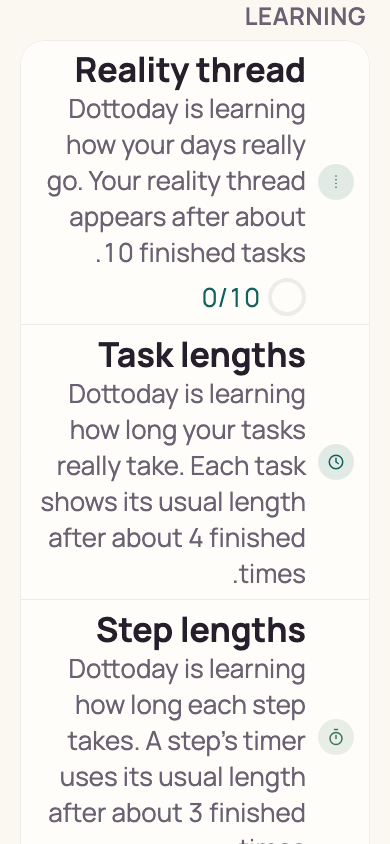 LEARNING
Reality thread
Dottoday is learning
how your days really
go. Your reality thread
appears after about
.10 finished tasks
0/10
Task lengths
Dottoday is learning
how long your tasks
really take. Each task
shows its usual length
after about 4 finished
.times
Step lengths
Dottoday is learning
how long each step
takes. A step's timer
uses its usual length
after about 3 finished